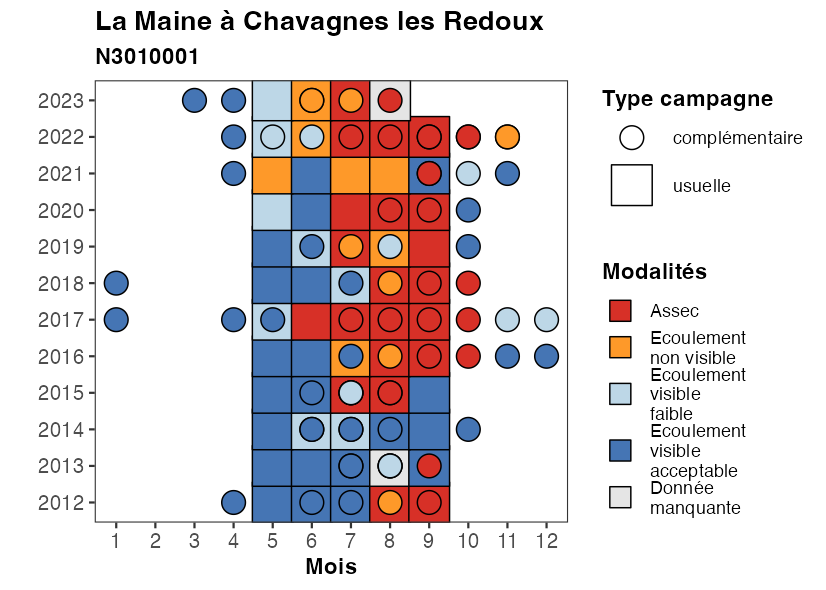 La Maine à Chavagnes les Redoux
N3010001
2023
2022
2021
2020
2019
2018
2017
2016
2015
2014
2013
2012
1 2 3 4 5 6 7 8 9 10 11 12
Mois
Type campagne
complémentaire
usuelle
Modalités
Assec
Ecoulement
non visible
Ecoulement
visible
faible
Ecoulement
visible
acceptable
Donnée
manquante